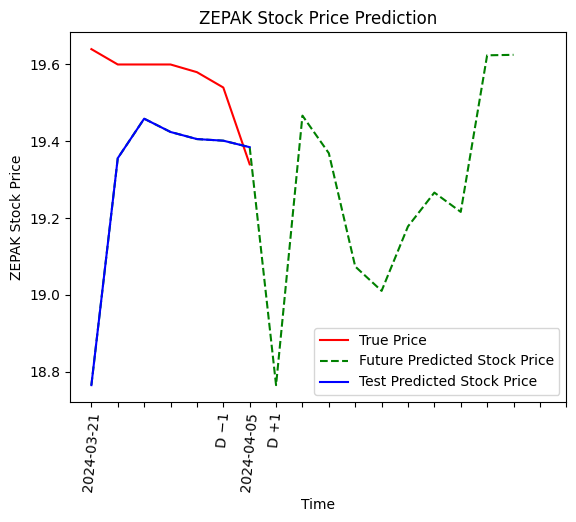 ZEPAK Stock Price Prediction
ZEPAK Stock Price
19.6
19.4
19.2
19.0
18.8
True Price
Future Predicted Stock Price
Test Predicted Stock Price
2024-03-21
D −1
2024-04-05
D +1
Time